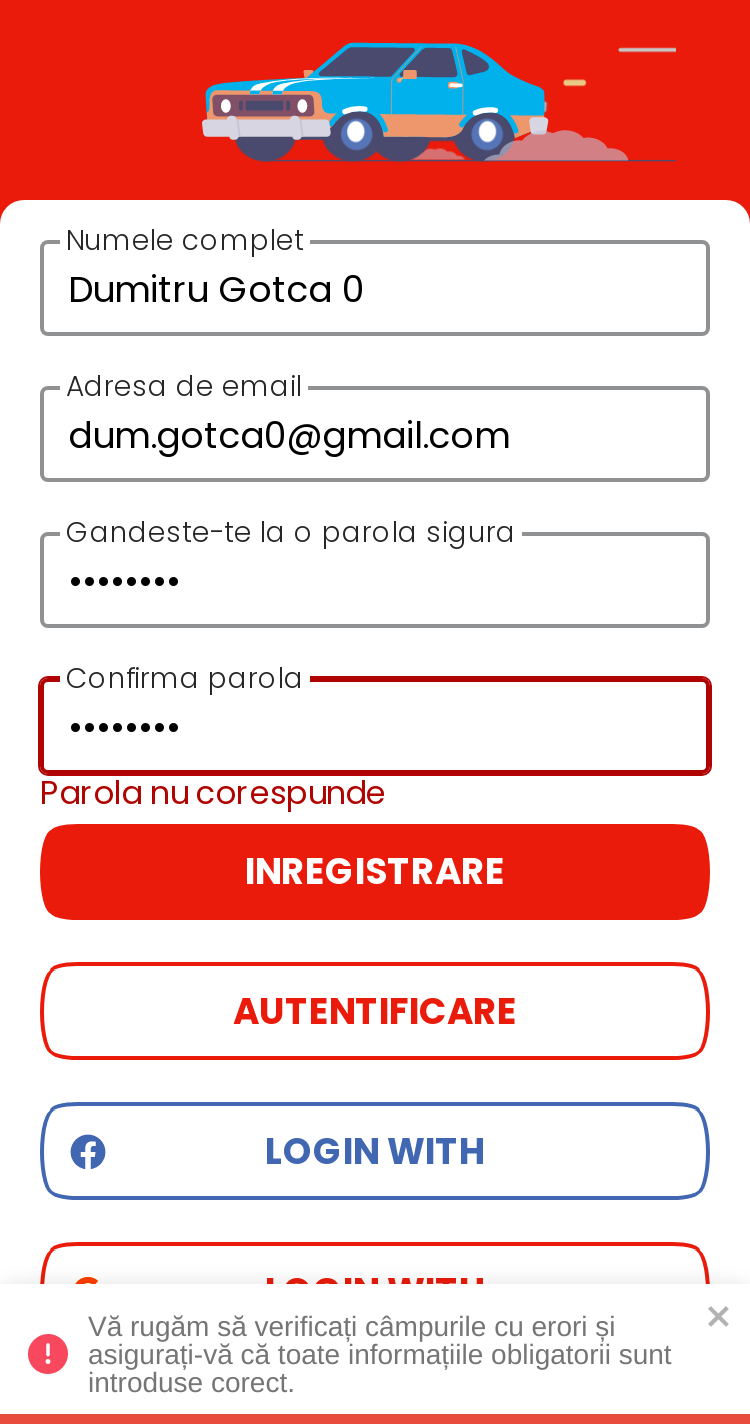 Numele complet
Dumitru Gotca 0
Adresa de email
dum.gotca0@gmail.com
Gandeste-te la o parola sigura
••••••••
Confirma parola
••••••••
Parola nu corespunde
INREGISTRARE
AUTENTIFICARE
LOGIN WITH
LOGIN WITH
Vă rugăm să verificați câmpurile cu erori și
asigurați-vă că toate informațiile obligatorii sunt
introduse corect.